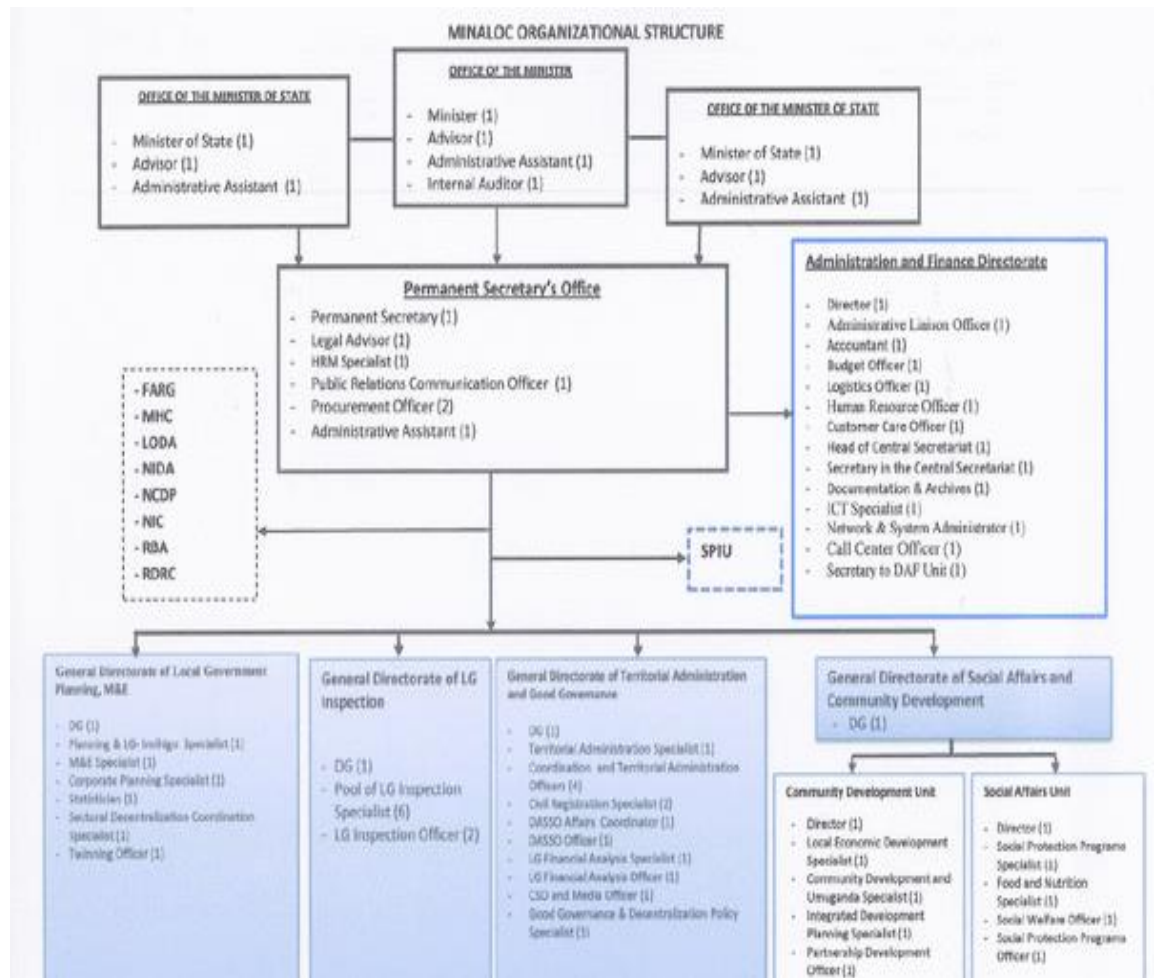 MINALOC ORGANIZATIONAL STRUCTURE
OFFICE OF THE MINISTER OF STATE
- Minister of State (1)
- Advisor (1)
- Administrative Assistant (1)
OFFICE OF THE MINISTER
- Minister (1)
- Advisor (1)
- Administrative Assistant (1)
- Internal Auditor (1)
OFFICE OF THE MINISTER OF STATE
- Minister of State (1)
- Advisor (1)
- Administrative Assistant (1)
Permanent Secretary's Office
- Permanent Secretary (1)
- Legal Advisor (1)
- HRM Specialist (1)
- Public Relations Communication Officer (1)
- Procurement Officer (2)
- Administrative Assistant (1)
Administration and Finance Directorate
- Director (1)
- Administrative Liaison Officer (1)
- Accountant (1)
- Budget Officer (1)
- Logistics Officer (1)
- Human Resource Officer (1)
- Customer Care Officer (1)
- Head of Central Secretariat (1)
- Secretary in the Central Secretariat (1)
- Documentation & Archives (1)
- ICT Specialist (1)
- Network & System Administrator (1)
- Call Center Officer (1)
- Secretary to DAF Unit (1)
- FARG
- MHC
- LODA
- NIDA
- NCDP
- NIC
- RBA
- RDRC
SPIU
General Directorate of Local Government
Planning, M&E
- DG (1)
- Planning & LG- Specialist (1)
- M&E Specialist (1)
- Corporate Planning Specialist (1)
- Statistician
- Sectoral Decentralization Coordination
Specialist (1)
- Twinning Officer (1)
General Directorate of LG
Inspection
- DG (1)
- Pool of LG Inspection
Specialist (6)
- LG Inspection Officer (2)
General Directorate of Territorial Administration
and Good Governance
- DG (1)
- Territorial Administration Specialist (1)
- Coordination and Territorial Administration
Officers (4)
- Civil Registration Specialist (2)
- DASSO Affairs Coordinator (1)
- DASSO Officer (1)
- LG Financial Analysis Specialist (1)
- LG Financial Analysis Officer (1)
- CSO and Media Officer (1)
- Good Governance & Decentralization Policy
Specialist (1)
General Directorate of Social Affairs and
Community Development
- DG (1)
Community Development Unit
- Director (1)
- Local Economic Development
Specialist (1)
- Community Development and
Umuganda Specialist (1)
- Integrated Development
Planning Specialist (1)
- Partnership Development
Officer (1)
Social Affairs Unit
- Director (1)
- Social Protection Programs
Specialist (1)
- Food and Nutrition
Specialist (1)
- Social Welfare Officer (1)
- Social Protection Programs
Officer (1)